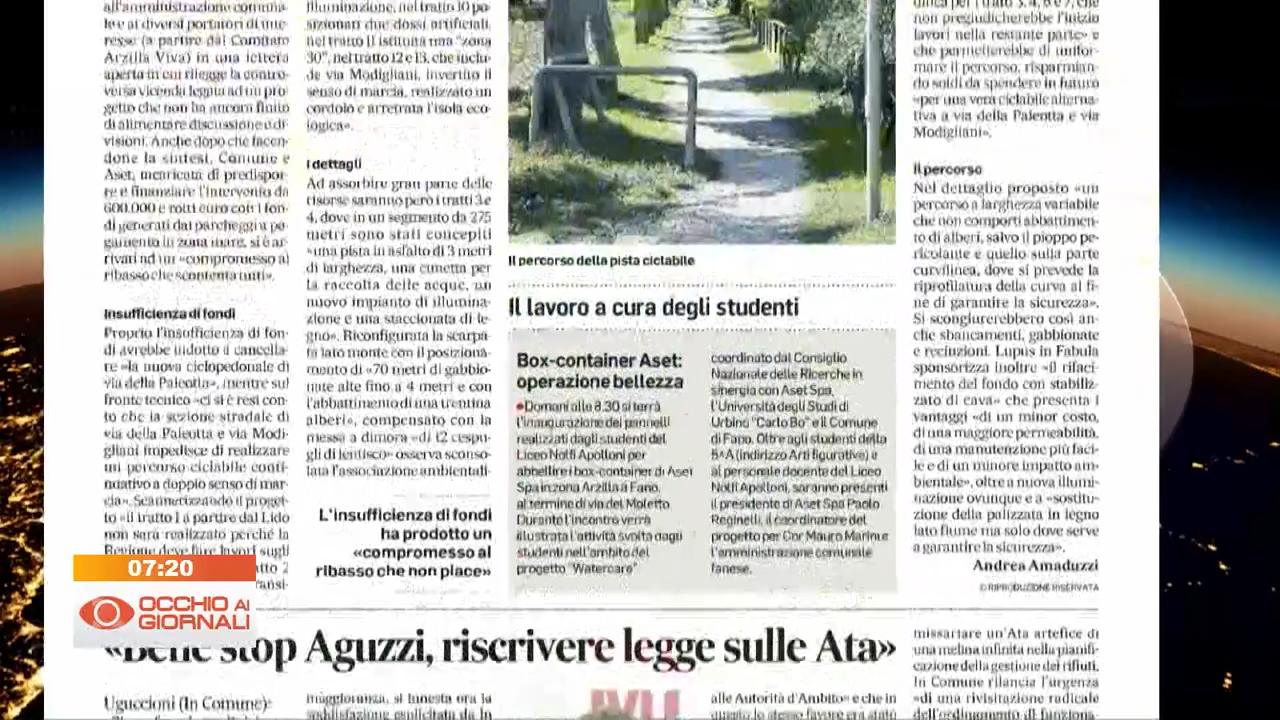 all'amministrazione comuna-
le e ai diversi portatori di inte-
resse (a partire dal Comitato
Arzilla Viva) in una lettera
aperta in cui rilegge la contro-
versa vicenda legata ad un pro-
getto che non ha ancora finito
di alimentare discussione e di-
visioni. Anche dopo che facen-
done la sintesi, Comune e
Aset, incaricata di predispor-
re e finanziare l'intervento da
600.000 e rotti euro con i fon-
di generati dai parcheggi a pa-
gamento in zona mare, si è ar-
rivati ad un «compromesso al
ribasso che scontenta tutti».
Insufficienza di fondi
Proprio l'insufficienza di fon-
di avrebbe indotto a cancella-
re «la nuova ciclopedonale di
via della Paleotta», mentre sul
fronte tecnico «ci si è resi con-
to che la sezione stradale di
via della Paleotta e via Modi-
gliani impedisce di realizzare
un percorso ciclabile conti-
nuativo a doppio senso di mar-
cia». Scannerizzando il proget-
to «il tratto 1 a partire dal Lido
non sarà realizzato perché la
Regione deve fare lavori sugli
illuminazione, nel tratto 10 po-
sizionati due dossi artificiali,
nel tratto 11 istituita una "zona
30", nel tratto 12 e 13, che inclu-
de via Modigliani, invertito il
senso di marcia, realizzato un
cordolo e arretrata l'isola eco-
logica».
I dettagli
Ad assorbire gran parte delle
risorse saranno però i tratti 3 e
4, dove in un segmento da 275
metri sono stati concepiti
«una pista in asfalto di 3 metri
di larghezza, una cunetta per
la raccolta delle acque, un
nuovo impianto di illumina-
zione e una staccionata di le-
gno». Riconfigurata la scarpa-
ta lato monte con il posiziona-
mento di «70 metri di gabbio-
nate alte fino a 4 metri e con
l'abbattimento di una trentina
alberi», compensato con la
messa a dimora «di 12 cespu-
gli di lentisco» osserva sconso-
lata l'associazione ambientali-
L'insufficienza di fondi
ha prodotto un
«compromesso al
ribasso che non piace»
Il percorso della pista ciclabile
Il lavoro a cura degli studenti
Box-container Aset:
operazione bellezza
Domani alle 8.30 si terrà
l'inaugurazione dei pannelli
realizzati dagli studenti del
Liceo Nolfi Apolloni per
abbellire i box-container di Aset
Spa in zona Arzilla a Fano,
al termine di via del Moletto
Durante l'incontro verrà
illustrata l'attività svolta dagli
studenti nell'ambito del
progetto "Watercare"
coordinato dal Consiglio
Nazionale delle Ricerche in
sinergia con Aset Spa,
l'Università degli Studi di
Urbino "Carlo Bo" e il Comune
di Fano. Oltre agli studenti della
5^A (indirizzo Arti figurative) e
al personale docente del Liceo
Nolfi Apolloni, saranno presenti
il presidente di Aset Spa Paolo
Reginelli, il coordinatore del
progetto per Cnr Mauro Marini e
l'amministrazione comunale
fanese.
non pregiudicherebbe l'inizio
lavori nella restante parte» e
che permetterebbe di unifor-
mare il percorso, risparmian-
do soldi da spendere in futuro
«per una vera ciclabile alterna-
tiva a via della Paleotta e via
Modigliani».
Il percorso
Nel dettaglio proposto «un
percorso a larghezza variabile
che non comporti abbattimen-
to di alberi, salvo il pioppo pe-
ricolante e quello sulla parte
curvilinea, dove si prevede la
riprofilatura della curva al fi-
ne di garantire la sicurezza».
Si scongiurerebbero così an-
che sbancamenti, gabbionate
e recinzioni. Lupus in Fabula
sponsorizza inoltre «il rifaci-
mento del fondo con stabiliz-
zato di cava» che presenta i
vantaggi «di un minor costo,
di una maggiore permeabilità,
di una manutenzione più faci-
le e di un minore impatto am-
bientale», oltre a nuova illumi-
nazione ovunque e a «sostitu-
zione della palizzata in legno
lato fiume ma solo dove serve
a garantire la sicurezza».
Andrea Amaduzzi
© RIPRODUZIONE RISERVATA
07:20
OCCHIO AI
GIORNALI
«Bene stop Aguzzi, riscrivere legge sulle Ata»
Uguccioni (In Comune):
maggioranza, si innesta ora la
alle Autorità d'Ambito» e che in
missariare un'Ata artefice di
una melina infinita nella pianifi-
cazione della gestione dei rifiuti.
In Comune rilancia l'urgenza
«di una rivisitazione radicale